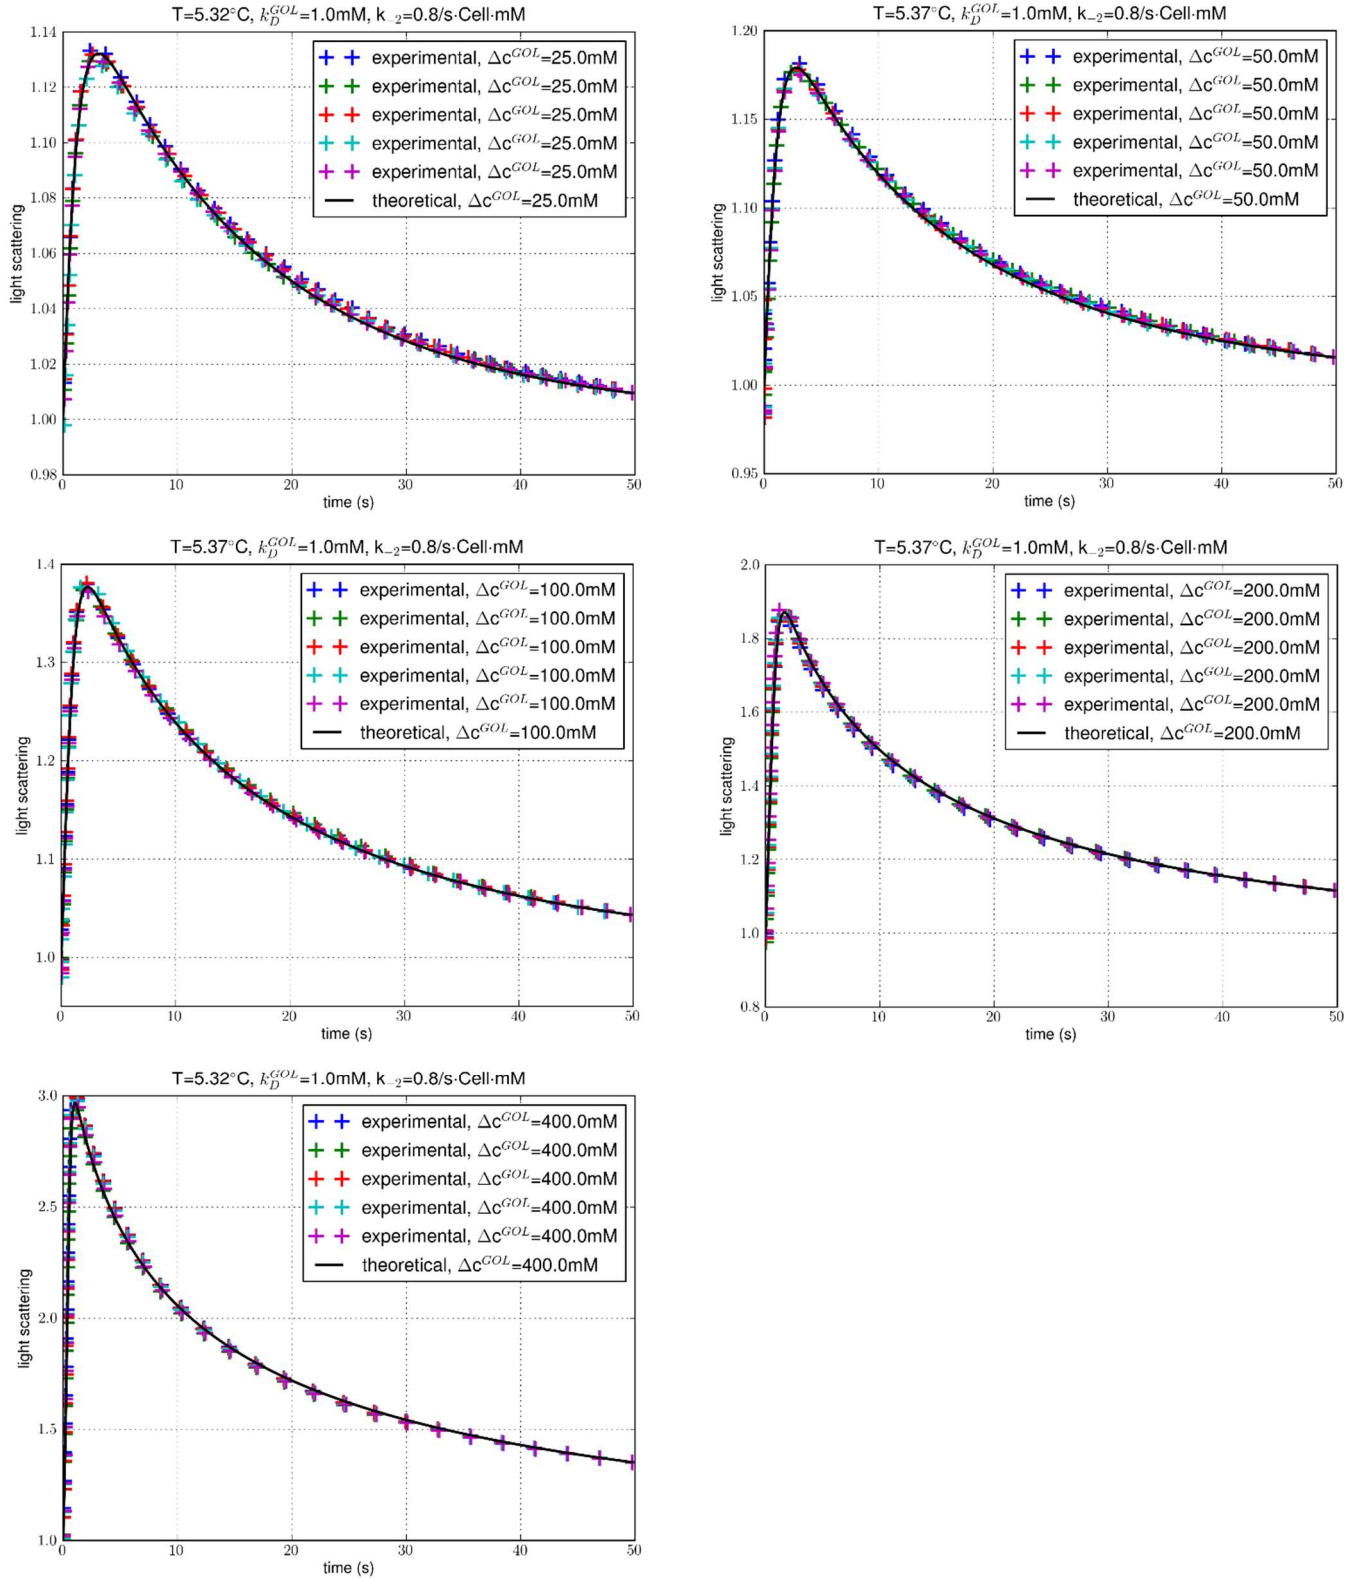 T=5.32°C, k_D^GOL=1.0mM, k₋₂=0.8/s·Cell·mM
1.14
1.12
1.10
1.08
1.06
1.04
1.02
1.00
0.98
light scattering
experimental, Δc^GOL=25.0mM
experimental, Δc^GOL=25.0mM
experimental, Δc^GOL=25.0mM
experimental, Δc^GOL=25.0mM
experimental, Δc^GOL=25.0mM
theoretical, Δc^GOL=25.0mM
0 10 20 30 40 50
time (s)
T=5.37°C, k_D^GOL=1.0mM, k₋₂=0.8/s·Cell·mM
1.20
1.15
1.10
1.05
1.00
0.95
light scattering
experimental, Δc^GOL=50.0mM
experimental, Δc^GOL=50.0mM
experimental, Δc^GOL=50.0mM
experimental, Δc^GOL=50.0mM
experimental, Δc^GOL=50.0mM
theoretical, Δc^GOL=50.0mM
0 10 20 30 40 50
time (s)
T=5.37°C, k_D^GOL=1.0mM, k₋₂=0.8/s·Cell·mM
1.4
1.3
1.2
1.1
1.0
light scattering
experimental, Δc^GOL=100.0mM
experimental, Δc^GOL=100.0mM
experimental, Δc^GOL=100.0mM
experimental, Δc^GOL=100.0mM
experimental, Δc^GOL=100.0mM
theoretical, Δc^GOL=100.0mM
0 10 20 30 40 50
time (s)
T=5.37°C, k_D^GOL=1.0mM, k₋₂=0.8/s·Cell·mM
2.0
1.8
1.6
1.4
1.2
1.0
0.8
light scattering
experimental, Δc^GOL=200.0mM
experimental, Δc^GOL=200.0mM
experimental, Δc^GOL=200.0mM
experimental, Δc^GOL=200.0mM
experimental, Δc^GOL=200.0mM
theoretical, Δc^GOL=200.0mM
0 10 20 30 40 50
time (s)
T=5.32°C, k_D^GOL=1.0mM, k₋₂=0.8/s·Cell·mM
3.0
2.5
2.0
1.5
1.0
light scattering
experimental, Δc^GOL=400.0mM
experimental, Δc^GOL=400.0mM
experimental, Δc^GOL=400.0mM
experimental, Δc^GOL=400.0mM
experimental, Δc^GOL=400.0mM
theoretical, Δc^GOL=400.0mM
0 10 20 30 40 50
time (s)